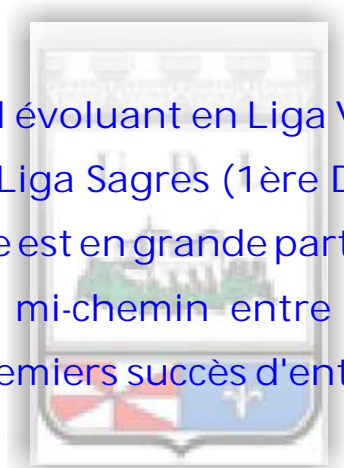 l évoluant en Liga V
Liga Sagres (1ère D
e est en grande part
mi-chemin entre
emiers succès d'ent